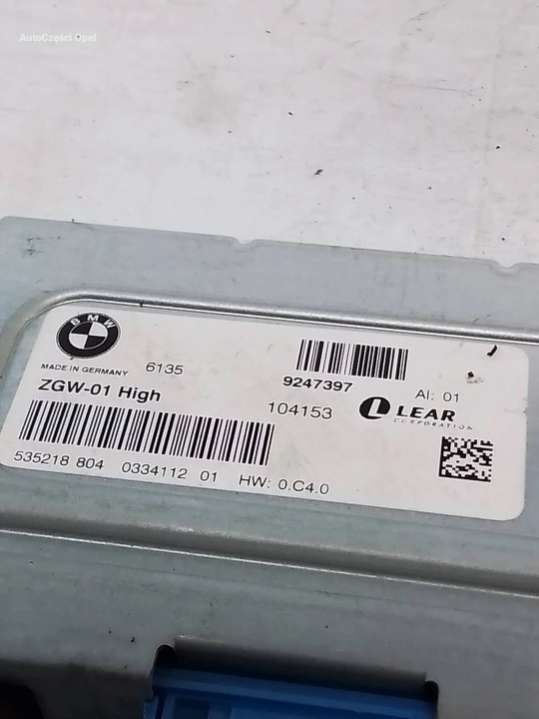 AutoCzęści Opel
BMW
MADE IN GERMANY 6135
ZGW-01 High
9247397
AI: 01
104153
LEAR
CORPORATION
535218 804 0334112 01 HW: 0.C4.0